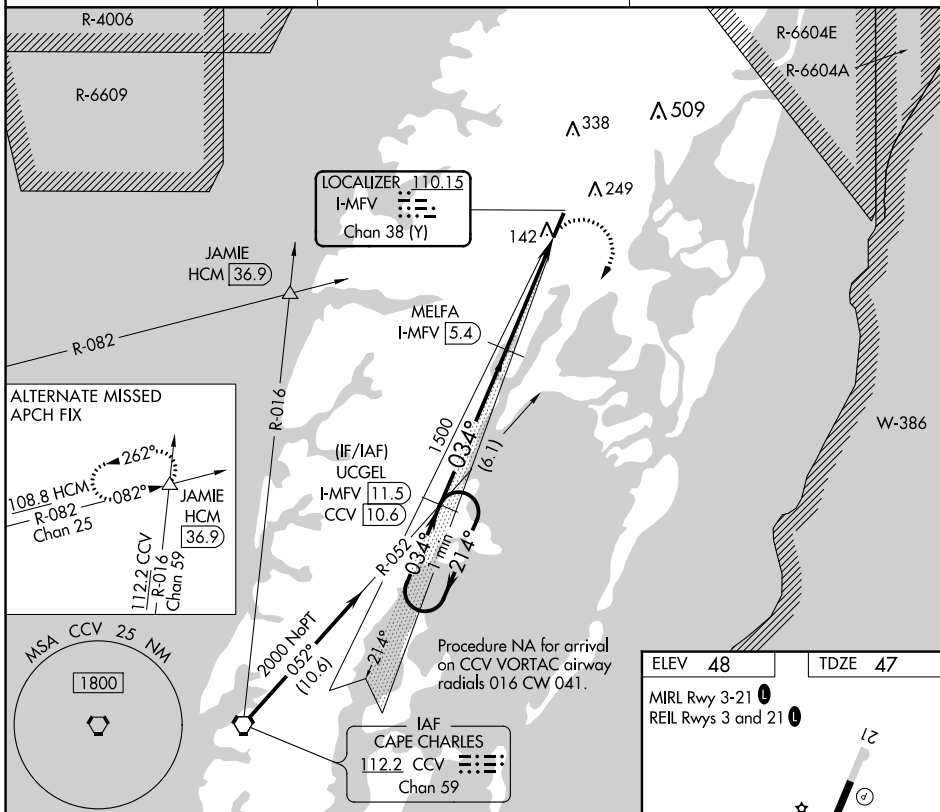 R-4006
R-6604E
R-6604A
R-6609
338
509
249
LOCALIZER 110.15
I-MFV
Chan 38 (Y)
142
JAMIE
HCM 36.9
MELFA
I-MFV 5.4
R-082
R-016
W-386
ALTERNATE MISSED
APCH FIX
262°
108.8 HCM
R-082
Chan 25
082°
JAMIE
HCM
36.9
112.2 CCV
R-016
Chan 59
1500
034°
(6.1)
(IF/IAF)
UCGEL
I-MFV 11.5
CCV 10.6
R-052
034°
1 min
214°
214°
2000 NoPT
052°
(10.6)
Procedure NA for arrival
on CCV VORTAC airway
radials 016 CW 041.
MSA CCV 25 NM
1800
IAF
CAPE CHARLES
112.2 CCV
Chan 59
ELEV 48
TDZE 47
MIRL Rwy 3-21 L
REIL Rwys 3 and 21 L
21
P